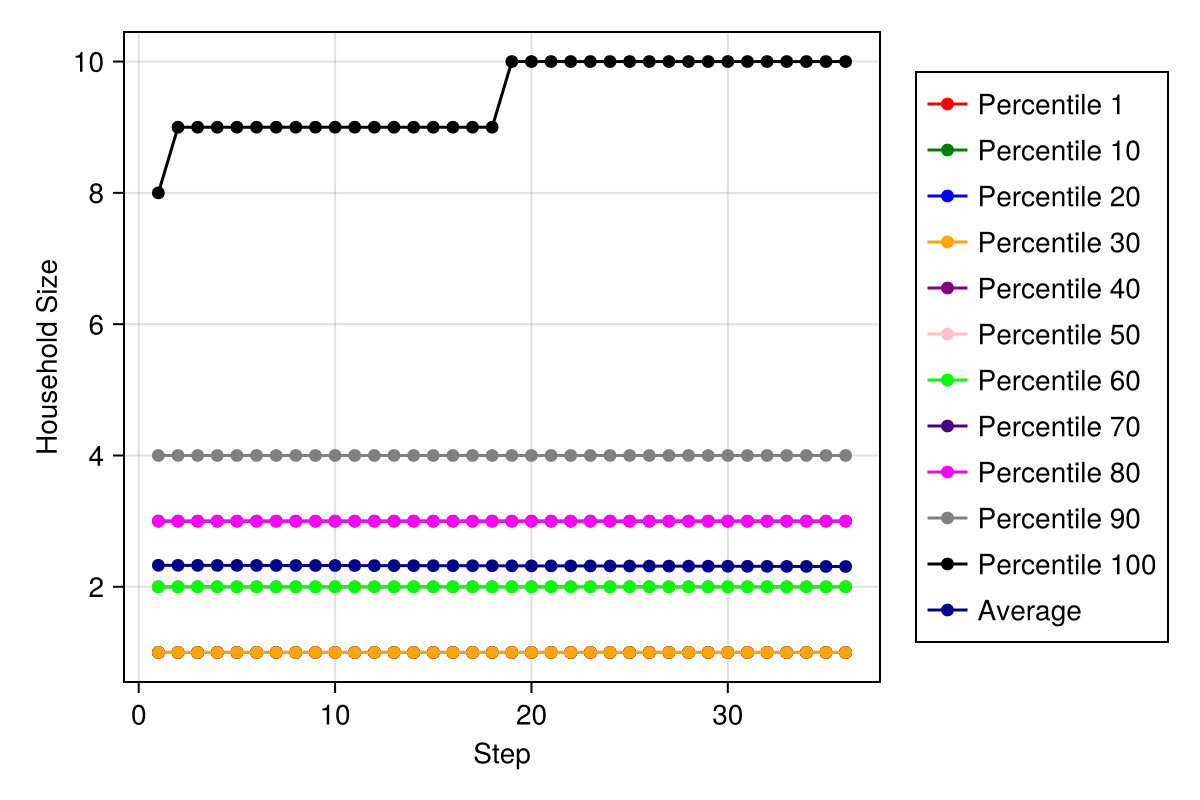 10
8
6
4
2
Household Size
0 10 20 30
Step
Percentile 1
Percentile 10
Percentile 20
Percentile 30
Percentile 40
Percentile 50
Percentile 60
Percentile 70
Percentile 80
Percentile 90
Percentile 100
Average